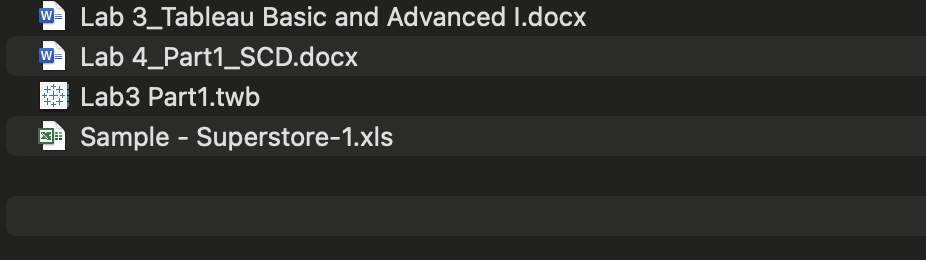 Lab 3_Tableau Basic and Advanced I.docx
Lab 4_Part1_SCD.docx
Lab3 Part1.twb
Sample - Superstore-1.xls